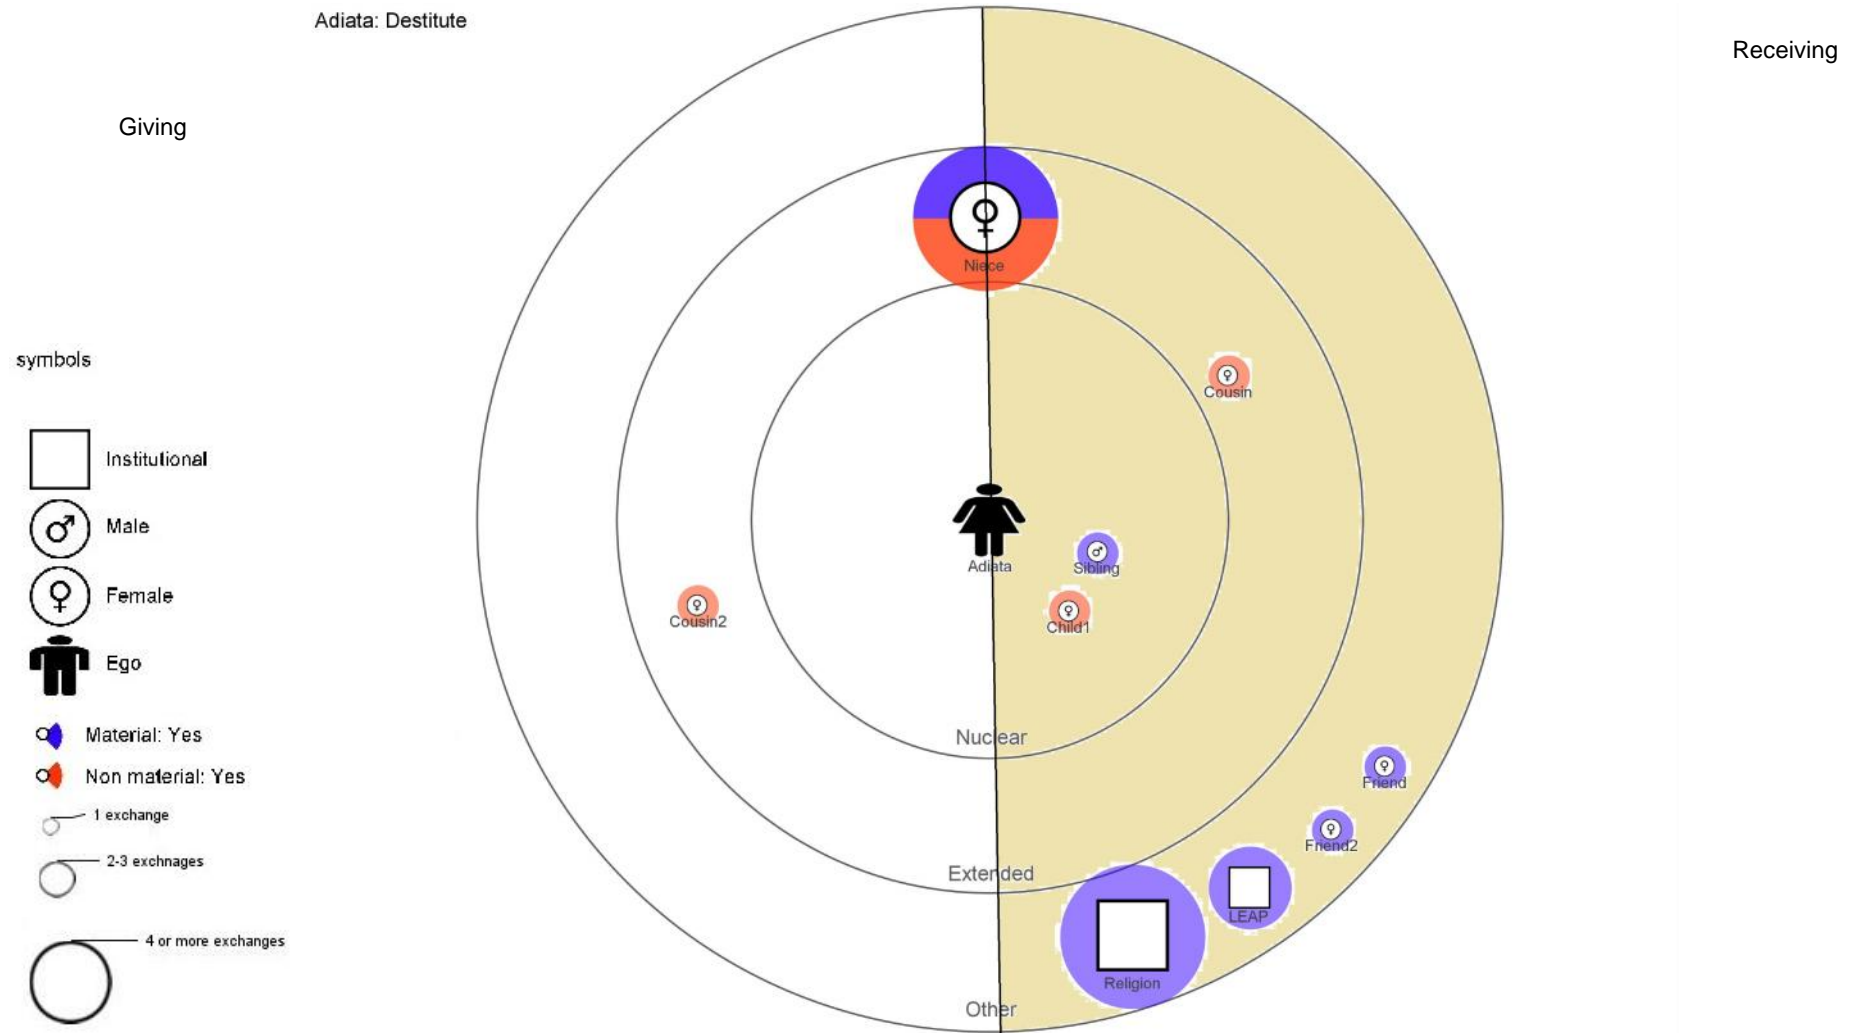 Adiata: Destitute
Receiving
Giving
symbols
Institutional
Male
Female
Ego
Material: Yes
Non material: Yes
1 exchange
2-3 exchnages
4 or more exchanges
Niece
Cousin
Adiata
Sibling
Child1
Cousin2
Nuclear
Friend
Friend2
Extended
LEAP
Religion
Other